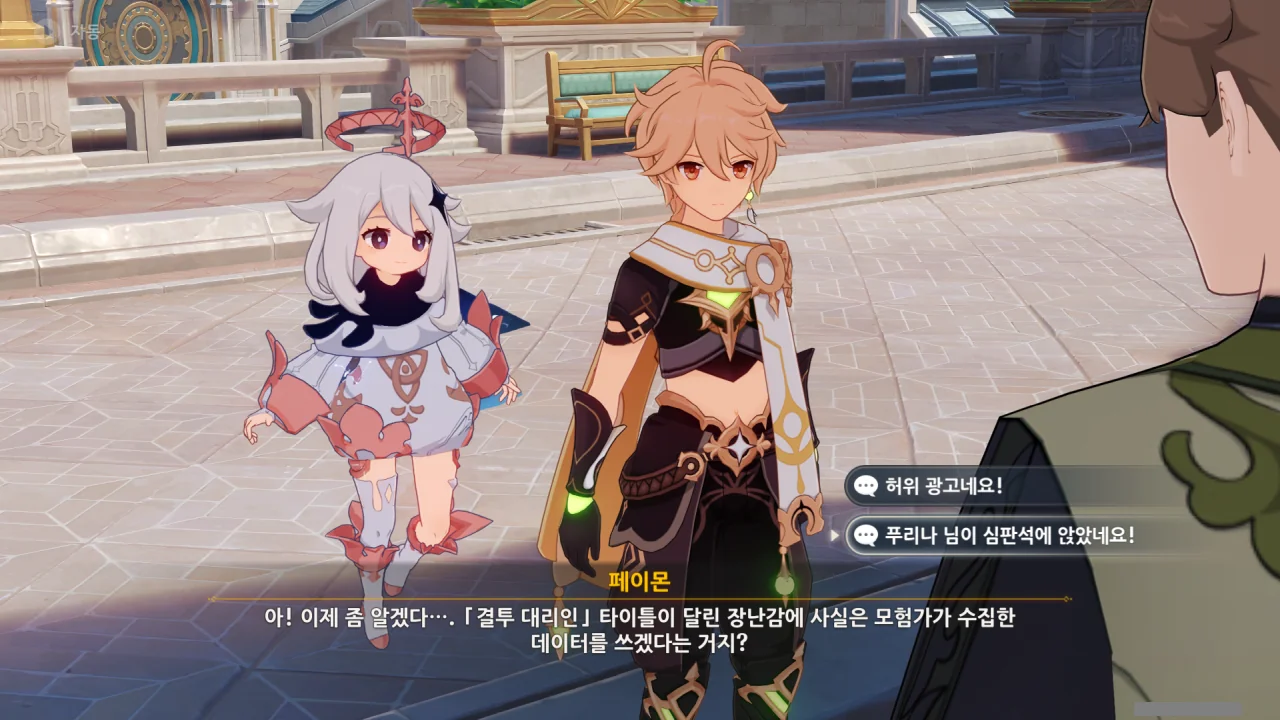 자동
허위 광고네요!
푸리나 님이 심판석에 앉았네요!
페이몬
아! 이제 좀 알겠다…. 「결투 대리인」 타이틀이 달린 장난감에 사실은 모험가가 수집한
데이터를 쓰겠다는 거지?